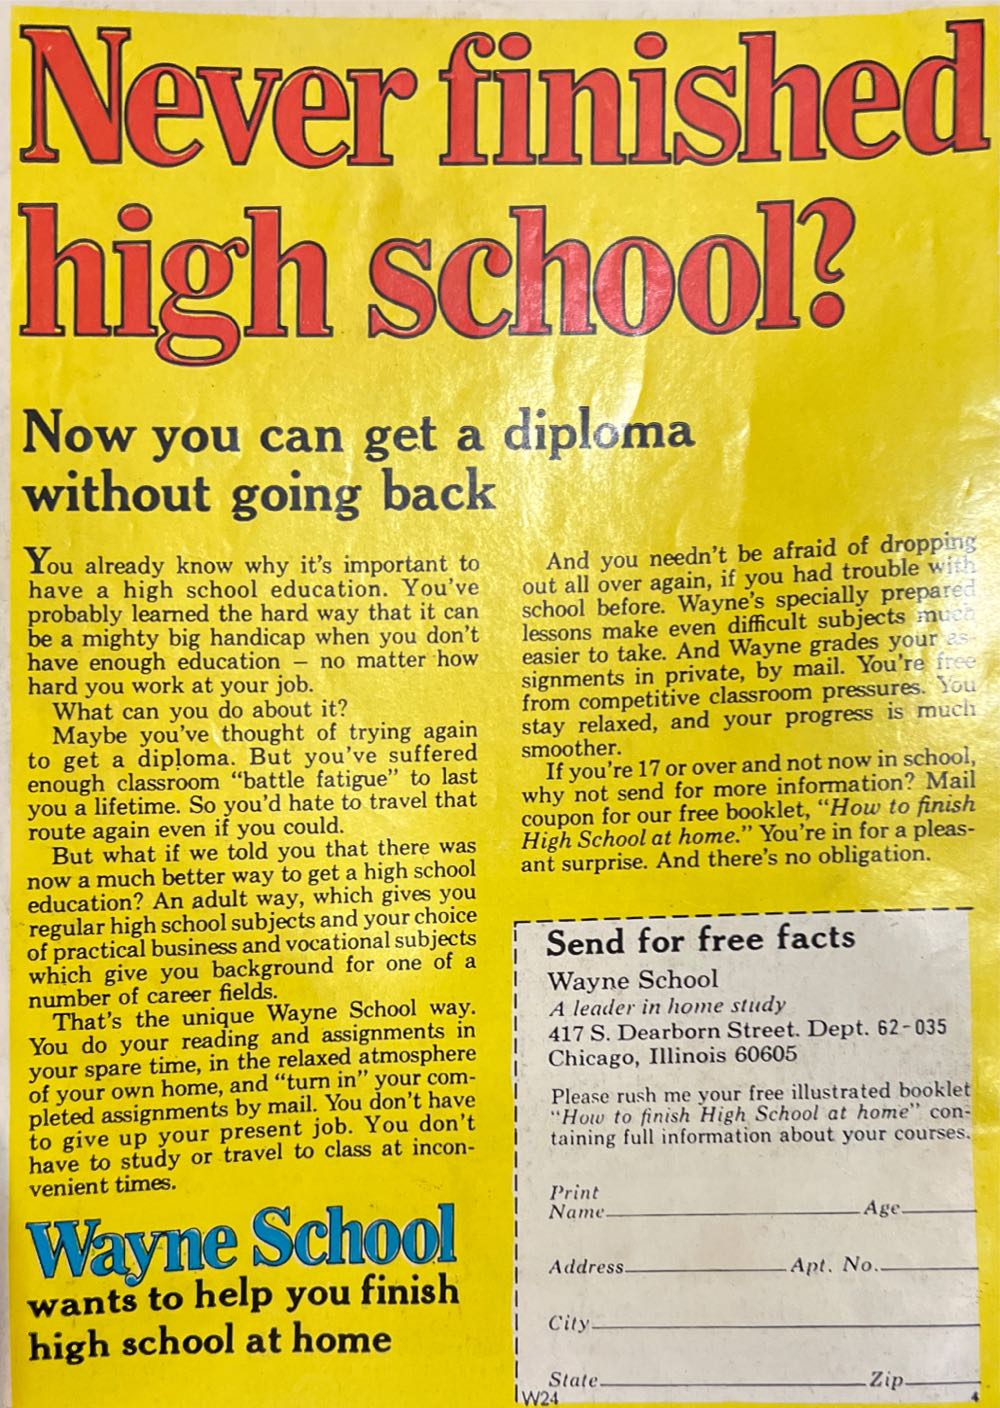 Never finished
high school?
Now you can get a diploma
without going back
You already know why it's important to
have a high school education. You've
probably learned the hard way that it can
be a mighty big handicap when you don't
have enough education — no matter how
hard you work at your job.
What can you do about it?
Maybe you've thought of trying again
to get a diploma. But you've suffered
enough classroom "battle fatigue" to last
you a lifetime. So you'd hate to travel that
route again even if you could.
But what if we told you that there was
now a much better way to get a high school
education? An adult way, which gives you
regular high school subjects and your choice
of practical business and vocational subjects
which give you background for one of a
number of career fields.
That's the unique Wayne School way.
You do your reading and assignments in
your spare time, in the relaxed atmosphere
of your own home, and "turn in" your com-
pleted assignments by mail. You don't have
to give up your present job. You don't
have to study or travel to class at incon-
venient times.
Wayne School
wants to help you finish
high school at home
And you needn't be afraid of dropping
out all over again, if you had trouble with
school before. Wayne's specially prepared
lessons make even difficult subjects much
easier to take. And Wayne grades your as-
signments in private, by mail. You're free
from competitive classroom pressures. You
stay relaxed, and your progress is much
smoother.
If you're 17 or over and not now in school,
why not send for more information? Mail
coupon for our free booklet, "How to finish
High School at home." You're in for a pleas-
ant surprise. And there's no obligation.
Send for free facts
Wayne School
A leader in home study
417 S. Dearborn Street. Dept. 62-035
Chicago, Illinois 60605
Please rush me your free illustrated booklet
"How to finish High School at home" con-
taining full information about your courses.
Print
Name Age
Address Apt. No.
City
State Zip
W24 4